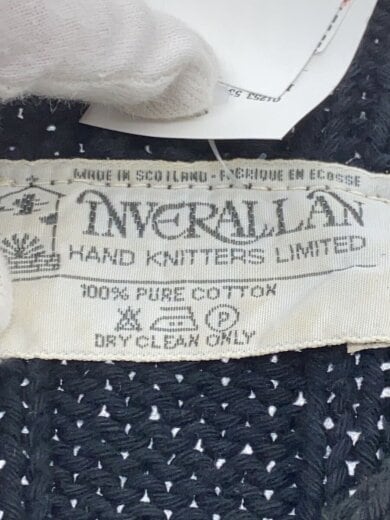 MADE IN SCOTLAND - FABRIQUE EN ECOSSE
INVERALLAN
HAND KNITTERS LIMITED
100% PURE COTTON
P
DRY CLEAN ONLY